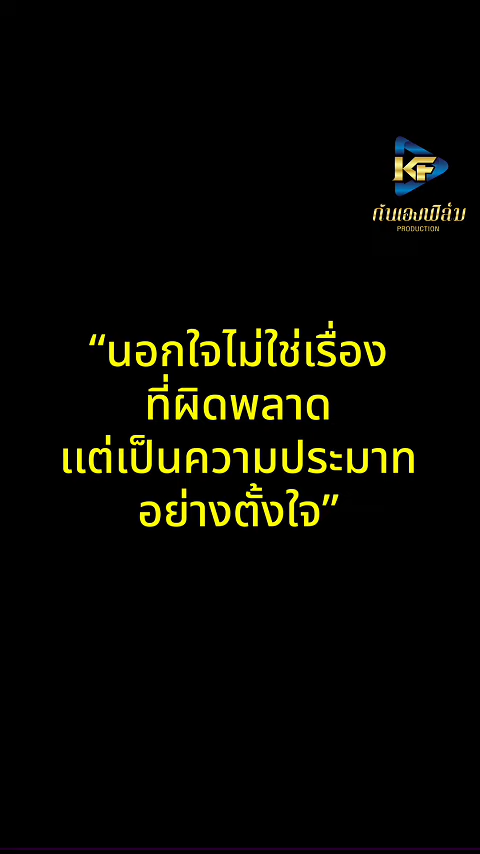 KF
กันเองฟิล์ม
PRODUCTION
“นอกใจไม่ใช่เรื่อง
ที่ผิดพลาด
แต่เป็นความประมาท
อย่างตั้งใจ”